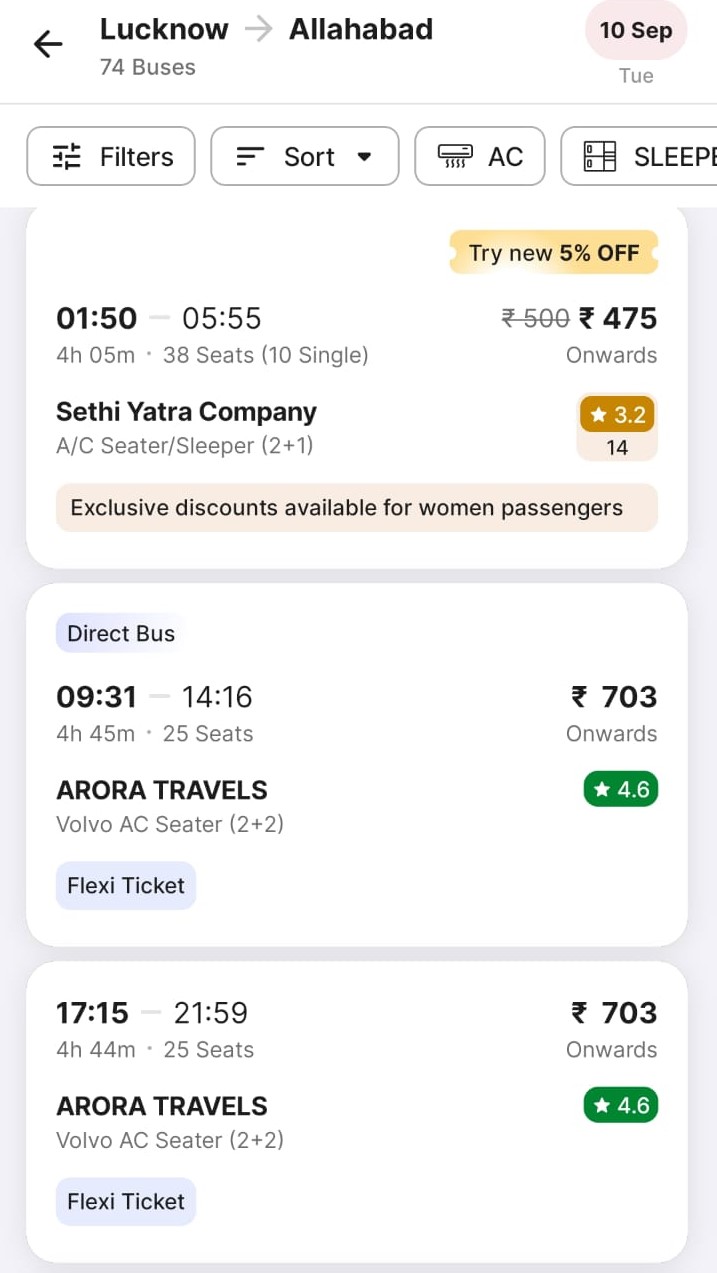 Lucknow → Allahabad
10 Sep
74 Buses
Tue
Filters
Sort
AC
SLEEPE
Try new 5% OFF
01:50 — 05:55
₹ 500 ₹ 475
4h 05m · 38 Seats (10 Single)
Onwards
Sethi Yatra Company
★ 3.2
A/C Seater/Sleeper (2+1)
14
Exclusive discounts available for women passengers
Direct Bus
09:31 — 14:16
₹ 703
4h 45m · 25 Seats
Onwards
ARORA TRAVELS
★ 4.6
Volvo AC Seater (2+2)
Flexi Ticket
17:15 — 21:59
₹ 703
4h 44m · 25 Seats
Onwards
ARORA TRAVELS
★ 4.6
Volvo AC Seater (2+2)
Flexi Ticket